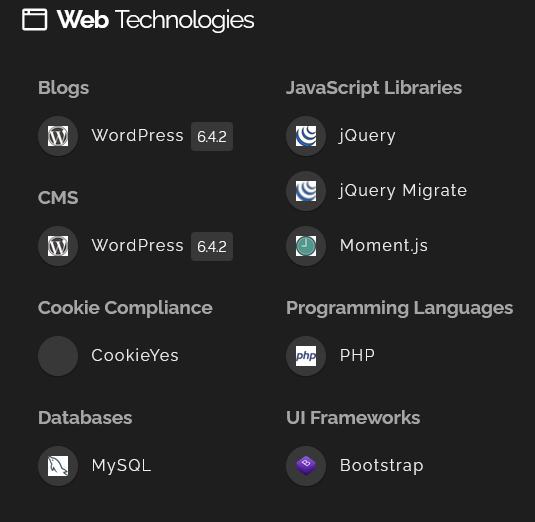 Web Technologies
Blogs
WordPress 6.4.2
CMS
WordPress 6.4.2
Cookie Compliance
CookieYes
Databases
MySQL
JavaScript Libraries
jQuery
jQuery Migrate
Moment.js
Programming Languages
php PHP
UI Frameworks
B Bootstrap